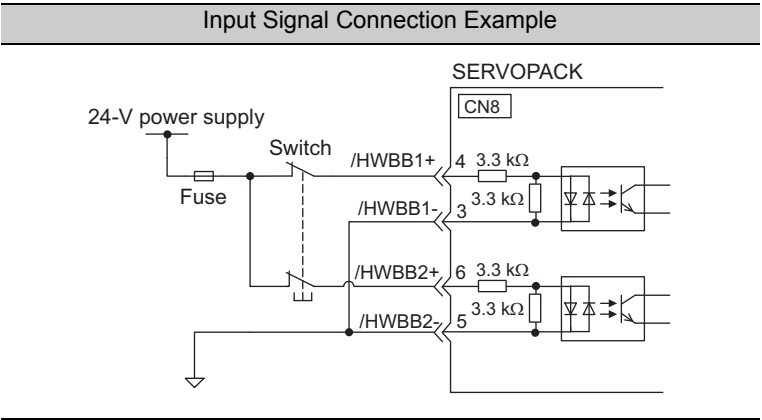 Input Signal Connection Example
SERVOPACK
CN8
24-V power supply
Switch
Fuse
/HWBB1+ 4 3.3 kΩ
3.3 kΩ
/HWBB1- 3
/HWBB2+ 6 3.3 kΩ
3.3 kΩ
/HWBB2- 5